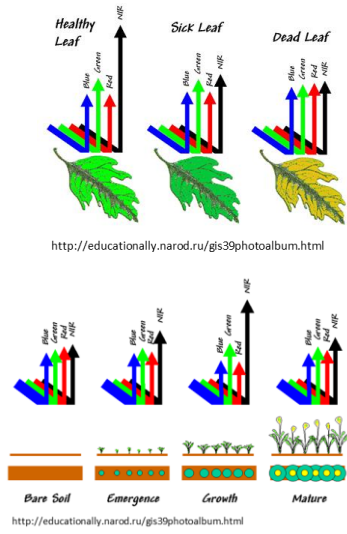 Healthy
Leaf
Sick Leaf
Dead Leaf
Blue
Green
Red
NIR
Blue
Green
Red
NIR
Blue
Green
Red
NIR
http://educationally.narod.ru/gis39photoalbum.html
Blue
Green
Red
NIR
Blue
Green
Red
NIR
Blue
Green
Red
NIR
Blue
Green
Red
NIR
Bare Soil
Emergence
Growth
Mature
http://educationally.narod.ru/gis39photoalbum.html